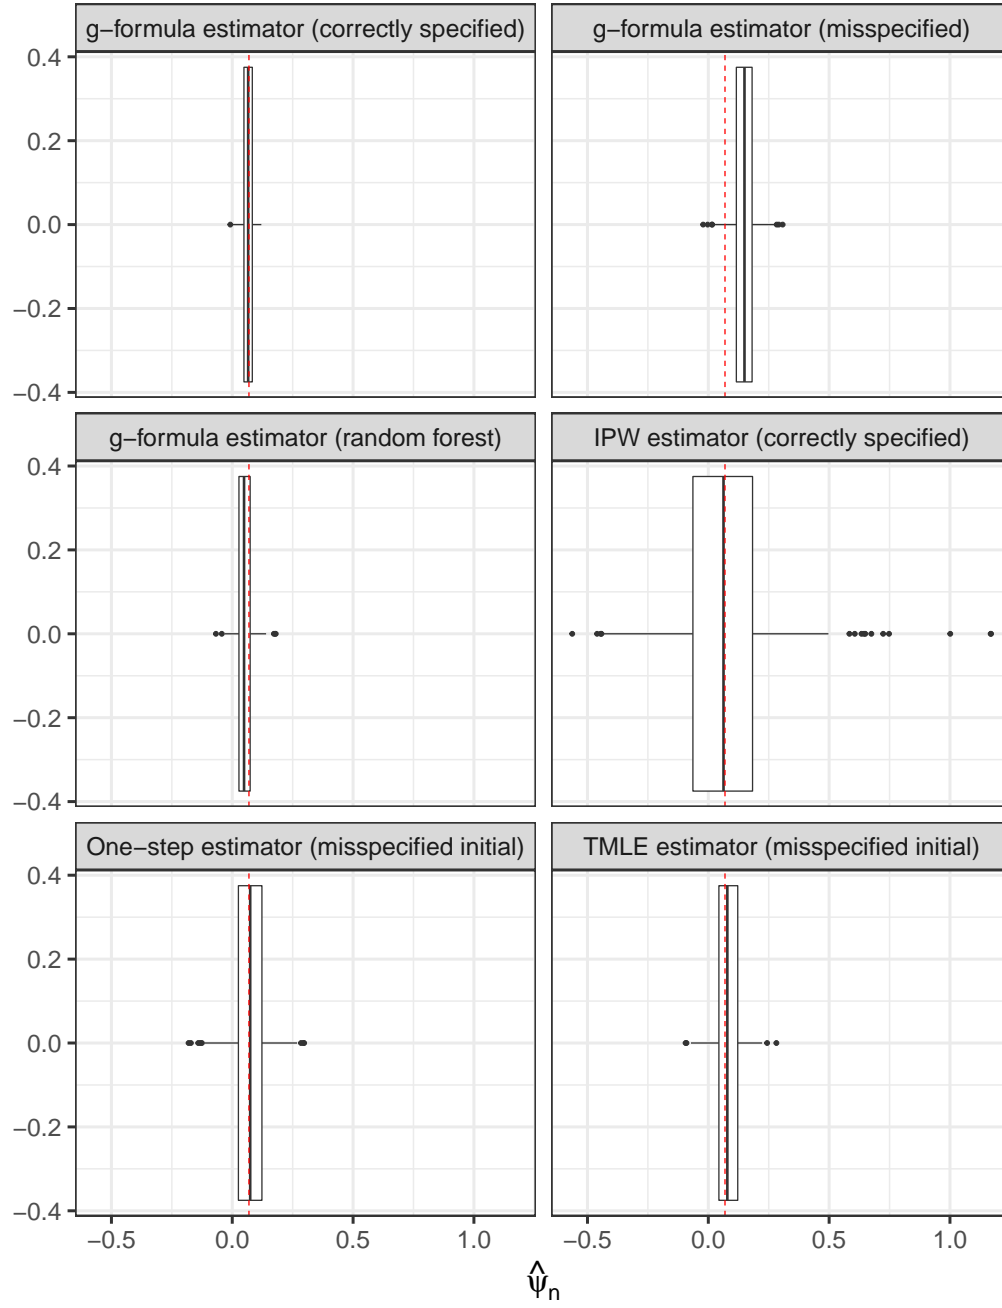 g−formula estimator (correctly specified)
g−formula estimator (misspecified)
0.4
0.2
0.0
−0.2
−0.4
g−formula estimator (random forest)
IPW estimator (correctly specified)
0.4
0.2
0.0
−0.2
−0.4
One−step estimator (misspecified initial)
TMLE estimator (misspecified initial)
0.4
0.2
0.0
−0.2
−0.4
−0.5 0.0 0.5 1.0
−0.5 0.0 0.5 1.0
ψ̂n